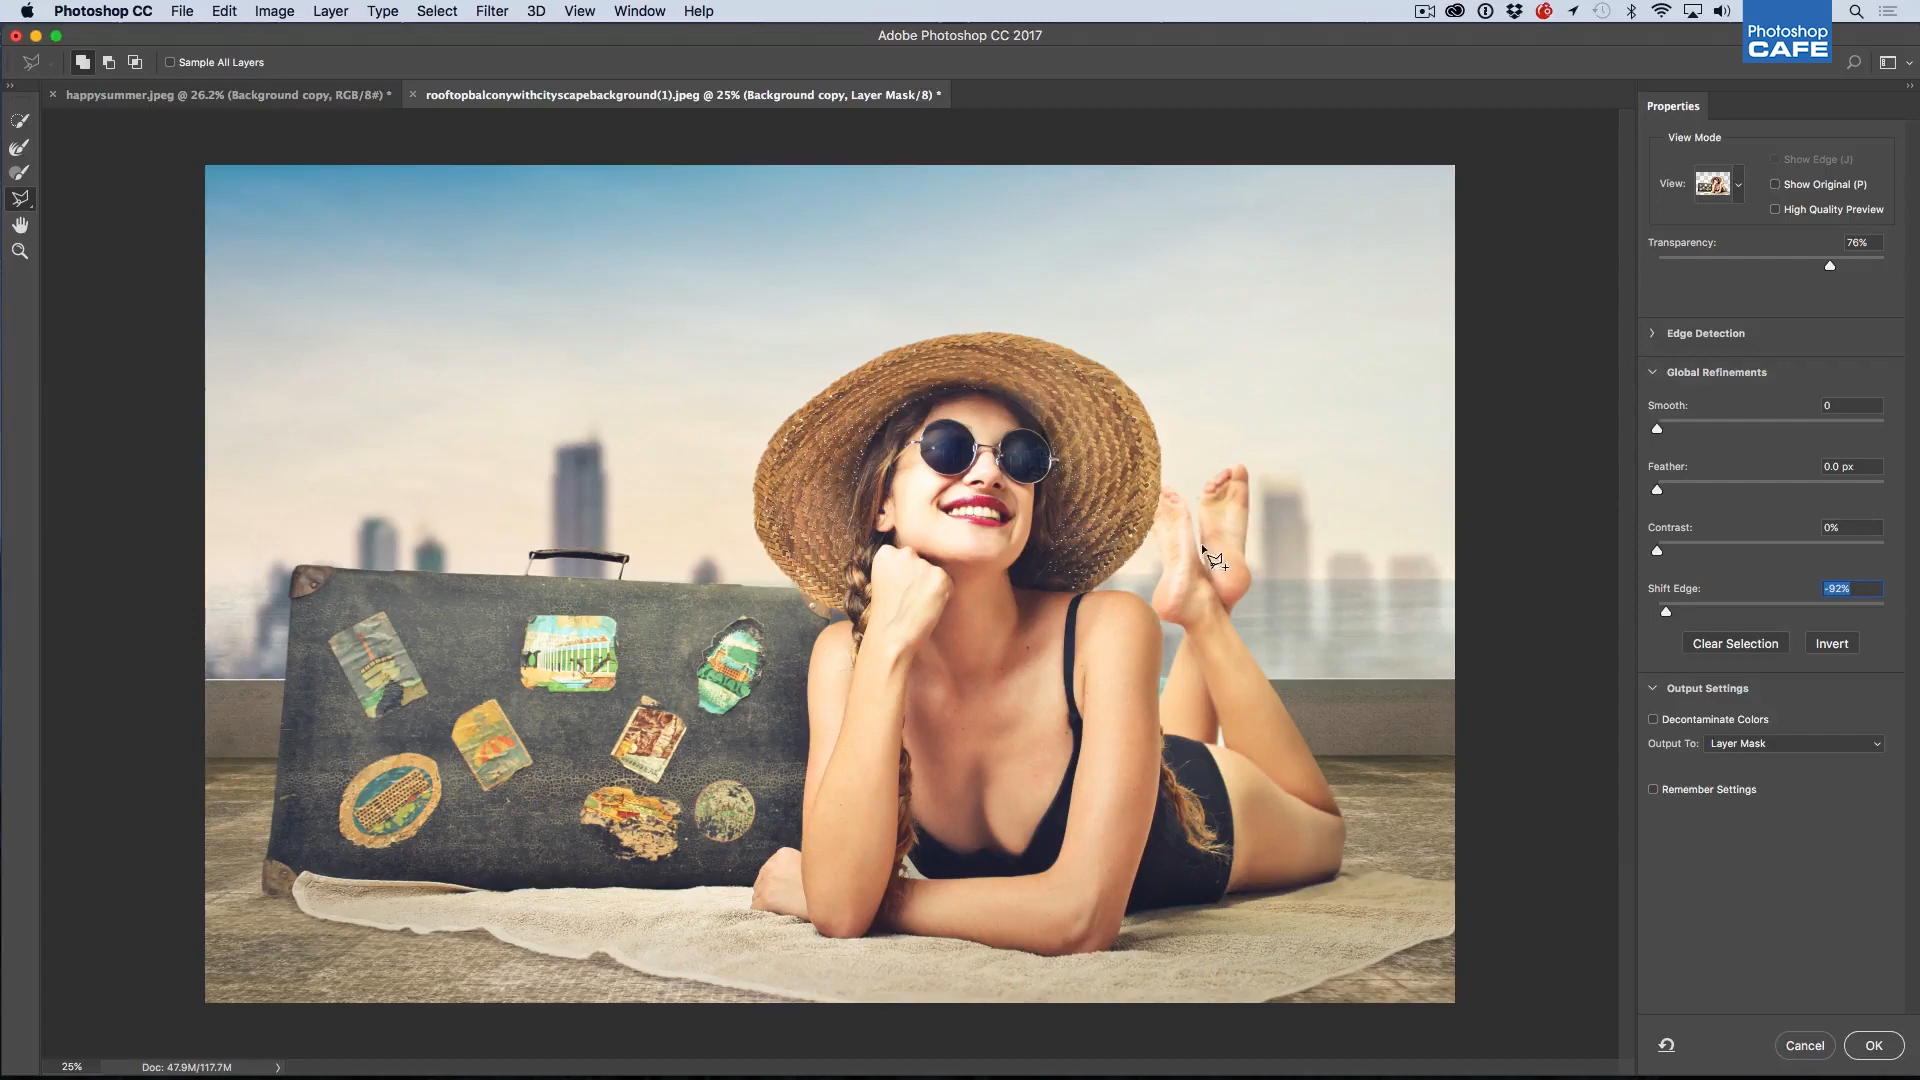 Photoshop CC File Edit Image Layer Type Select Filter 3D View Window Help
Photoshop
CAFE
Adobe Photoshop CC 2017
Sample All Layers
happysummer.jpeg @ 26.2% (Background copy, RGB/8#) *
rooftopbalconywithcityscapebackground(1).jpeg @ 25% (Background copy, Layer Mask/8) *
Properties
View Mode
Show Edge (J)
View:
Show Original (P)
High Quality Preview
Transparency: 76%
Edge Detection
Global Refinements
Smooth: 0
Feather: 0.0 px
Contrast: 0%
Shift Edge: -92%
Clear Selection Invert
Output Settings
Decontaminate Colors
Output To: Layer Mask
Remember Settings
Cancel OK
25% Doc: 47.9M/117.7M